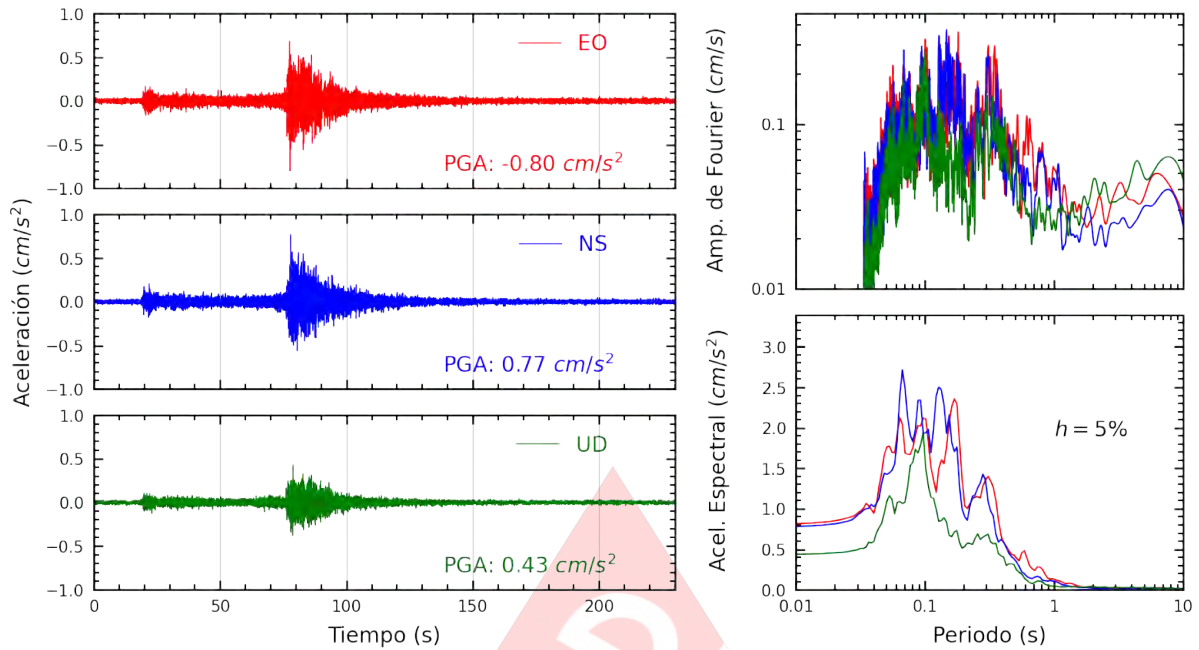 Aceleración (cm/s²)
1.0
0.5
0.0
−0.5
−1.0
EO
PGA: -0.80 cm/s²
1.0
0.5
0.0
−0.5
−1.0
NS
PGA: 0.77 cm/s²
1.0
0.5
0.0
−0.5
−1.0
UD
PGA: 0.43 cm/s²
0 50 100 150 200
Tiempo (s)
Amp. de Fourier (cm/s)
0.1
0.01
Acel. Espectral (cm/s²)
3.0
2.5
2.0
1.5
1.0
0.5
0.0
h = 5%
0.01 0.1 1 10
Periodo (s)